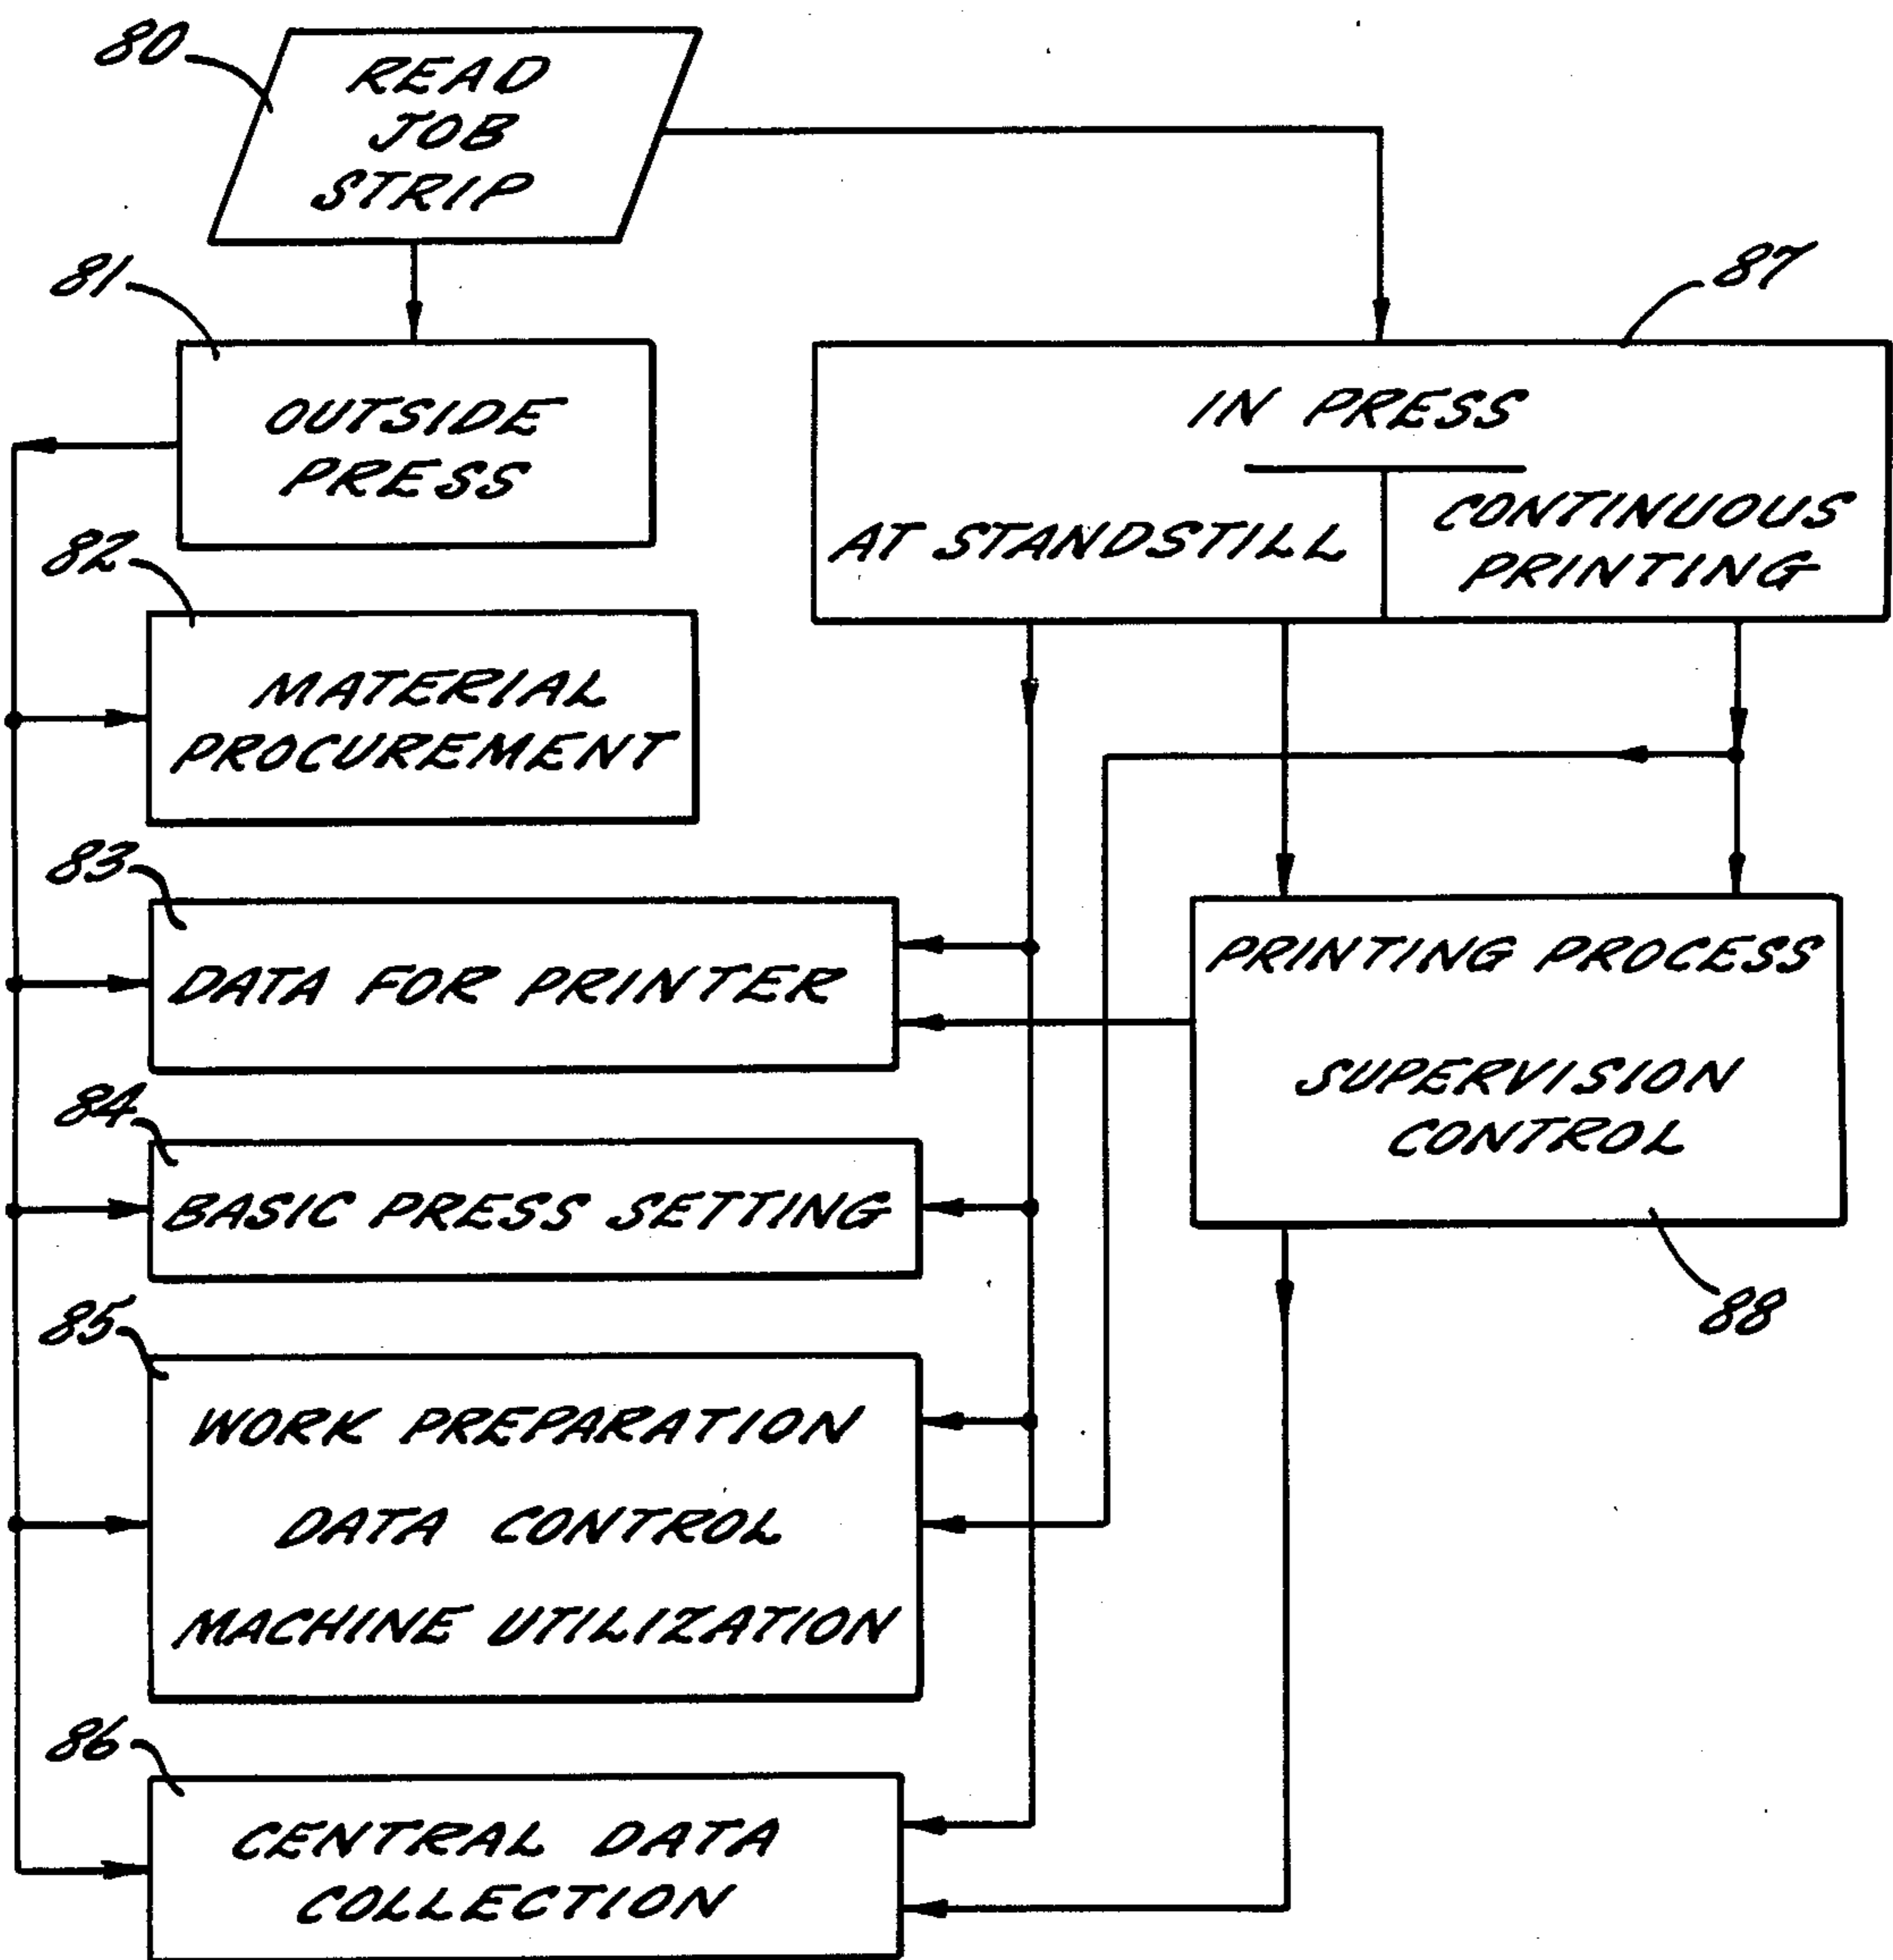 80
READ
JOB
STRIP
81
OUTSIDE
PRESS
87
IN PRESS
AT STANDSTILL
CONTINUOUS
PRINTING
82
MATERIAL
PROCUREMENT
83
DATA FOR PRINTER
PRINTING PROCESS
SUPERVISION
CONTROL
88
84
BASIC PRESS SETTING
85
WORK PREPARATION
DATA CONTROL
MACHINE UTILIZATION
86
CENTRAL DATA
COLLECTION